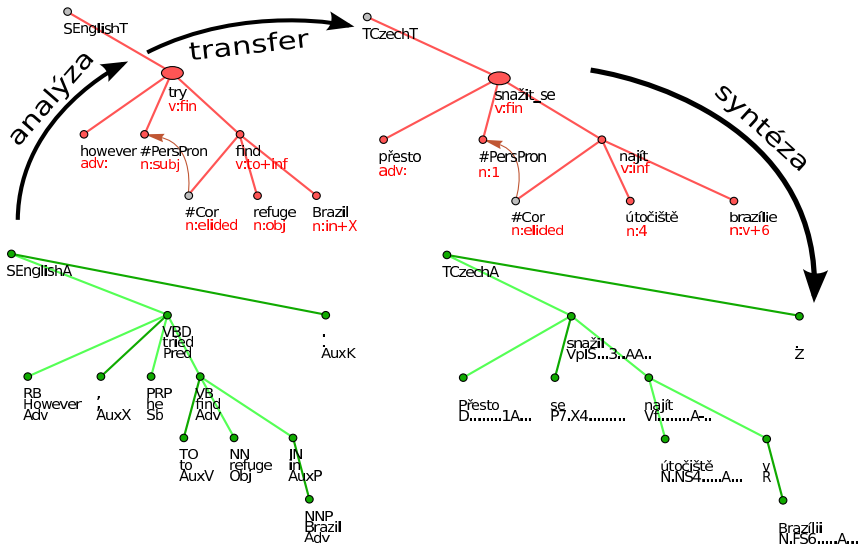 analýza
transfer
syntéza
SEnglishT
try
v:fin
however
adv:
#PersPron
n:subj
find
v:to+inf
#Cor
n:elided
refuge
n:obj
Brazil
n:in+X
TCzechT
snažit_se
v:fin
přesto
adv:
#PersPron
n:1
najít
v:inf
#Cor
n:elided
útočiště
n:4
brazílie
n:v+6
SEnglishA
VBD
tried
Pred
.
.
AuxK
RB
However
Adv
,
,
AuxX
PRP
he
Sb
VB
find
Adv
TO
to
AuxV
NN
refuge
Obj
IN
in
AuxP
NNP
Brazil
Adv
TCzechA
snažil
VpIS...3..AA..
.
Z
Přesto
D........1A...
se
P7.X4.........
najít
Vf........A-..
útočiště
N.NS4.....A...
v
R
Brazílii
N.FS6.....A...